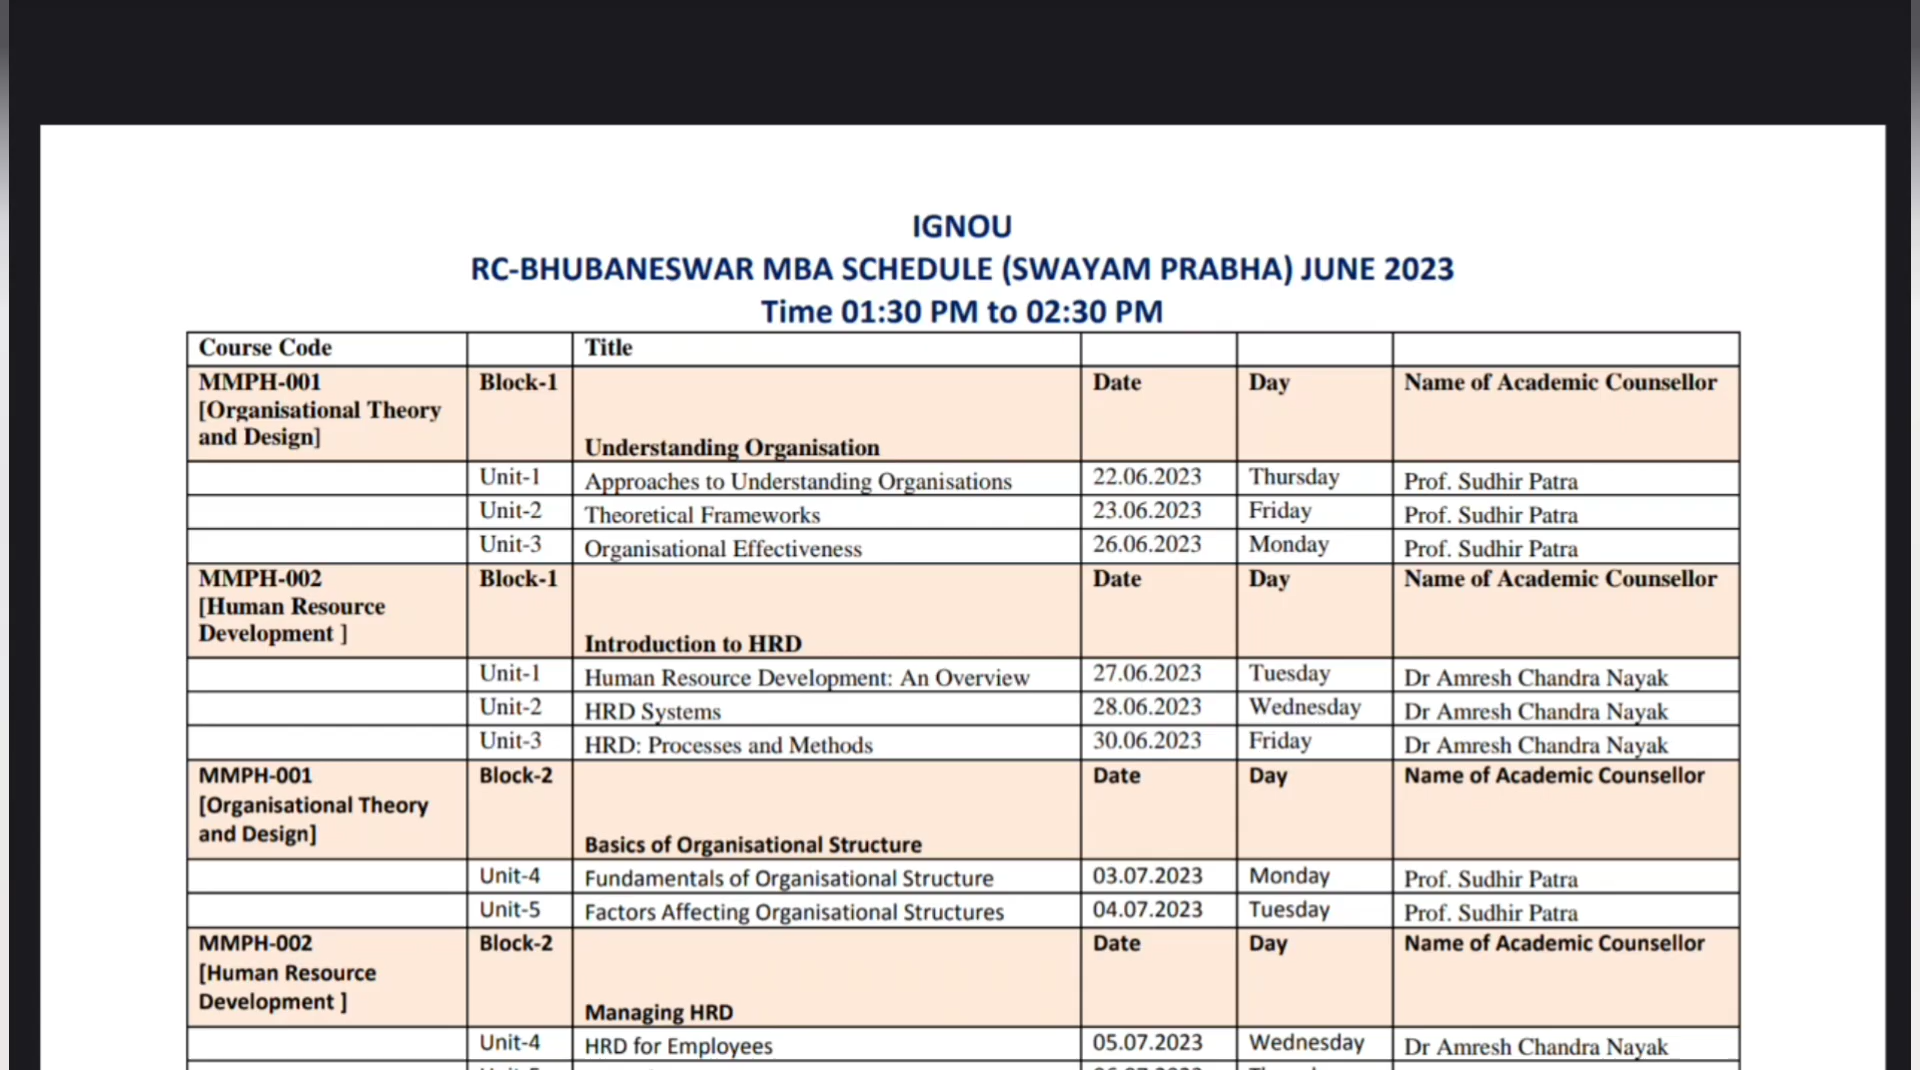 IGNOU
RC-BHUBANESWAR MBA SCHEDULE (SWAYAM PRABHA) JUNE 2023
Time 01:30 PM to 02:30 PM
Course Code Title
MMPH-001 Block-1 Date Day Name of Academic Counsellor
[Organisational Theory
and Design]
Understanding Organisation
Unit-1 Approaches to Understanding Organisations 22.06.2023 Thursday Prof. Sudhir Patra
Unit-2 Theoretical Frameworks 23.06.2023 Friday Prof. Sudhir Patra
Unit-3 Organisational Effectiveness 26.06.2023 Monday Prof. Sudhir Patra
MMPH-002 Block-1 Date Day Name of Academic Counsellor
[Human Resource
Development ]
Introduction to HRD
Unit-1 Human Resource Development: An Overview 27.06.2023 Tuesday Dr Amresh Chandra Nayak
Unit-2 HRD Systems 28.06.2023 Wednesday Dr Amresh Chandra Nayak
Unit-3 HRD: Processes and Methods 30.06.2023 Friday Dr Amresh Chandra Nayak
MMPH-001 Block-2 Date Day Name of Academic Counsellor
[Organisational Theory
and Design]
Basics of Organisational Structure
Unit-4 Fundamentals of Organisational Structure 03.07.2023 Monday Prof. Sudhir Patra
Unit-5 Factors Affecting Organisational Structures 04.07.2023 Tuesday Prof. Sudhir Patra
MMPH-002 Block-2 Date Day Name of Academic Counsellor
[Human Resource
Development ]
Managing HRD
Unit-4 HRD for Employees 05.07.2023 Wednesday Dr Amresh Chandra Nayak